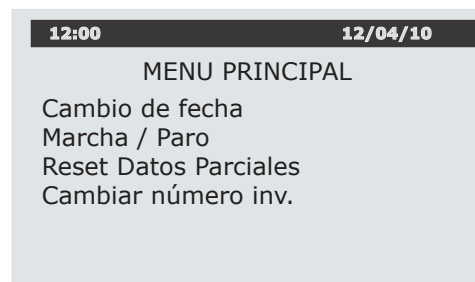 12:00 12/04/10
MENU PRINCIPAL
Cambio de fecha
Marcha / Paro
Reset Datos Parciales
Cambiar número inv.